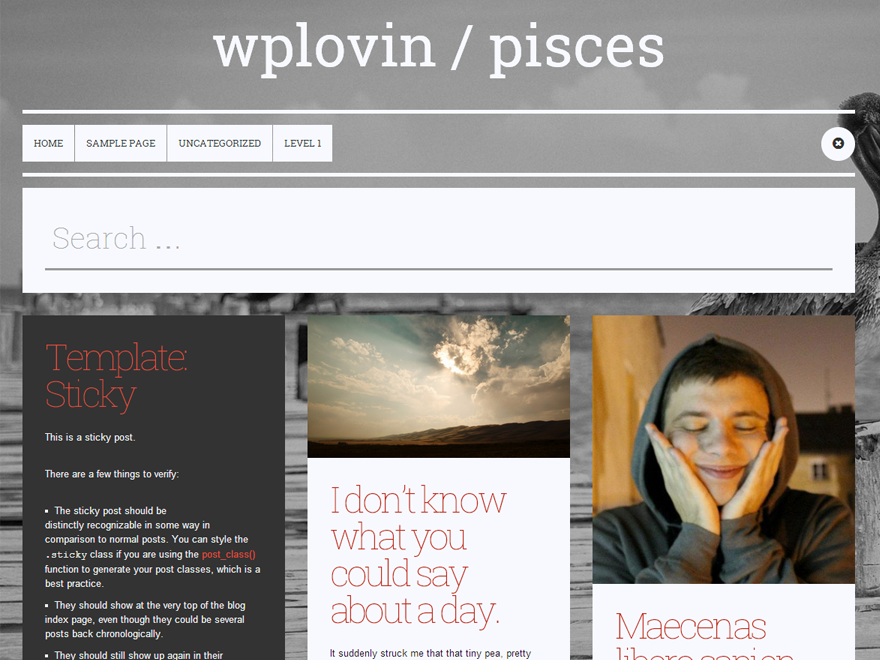 wplovin / pisces
HOME
SAMPLE PAGE
UNCATEGORIZED
LEVEL 1
Search ...
Template:
Sticky
This is a sticky post.
There are a few things to verify:
▪ The sticky post should be
distinctly recognizable in some way in
comparison to normal posts. You can style the
.sticky class if you are using the post_class()
function to generate your post classes, which is a
best practice.
▪ They should show at the very top of the blog
index page, even though they could be several
posts back chronologically.
▪ They should still show up again in their
I don't know
what you
could say
about a day.
It suddenly struck me that that tiny pea, pretty
Maecenas
libero sapien